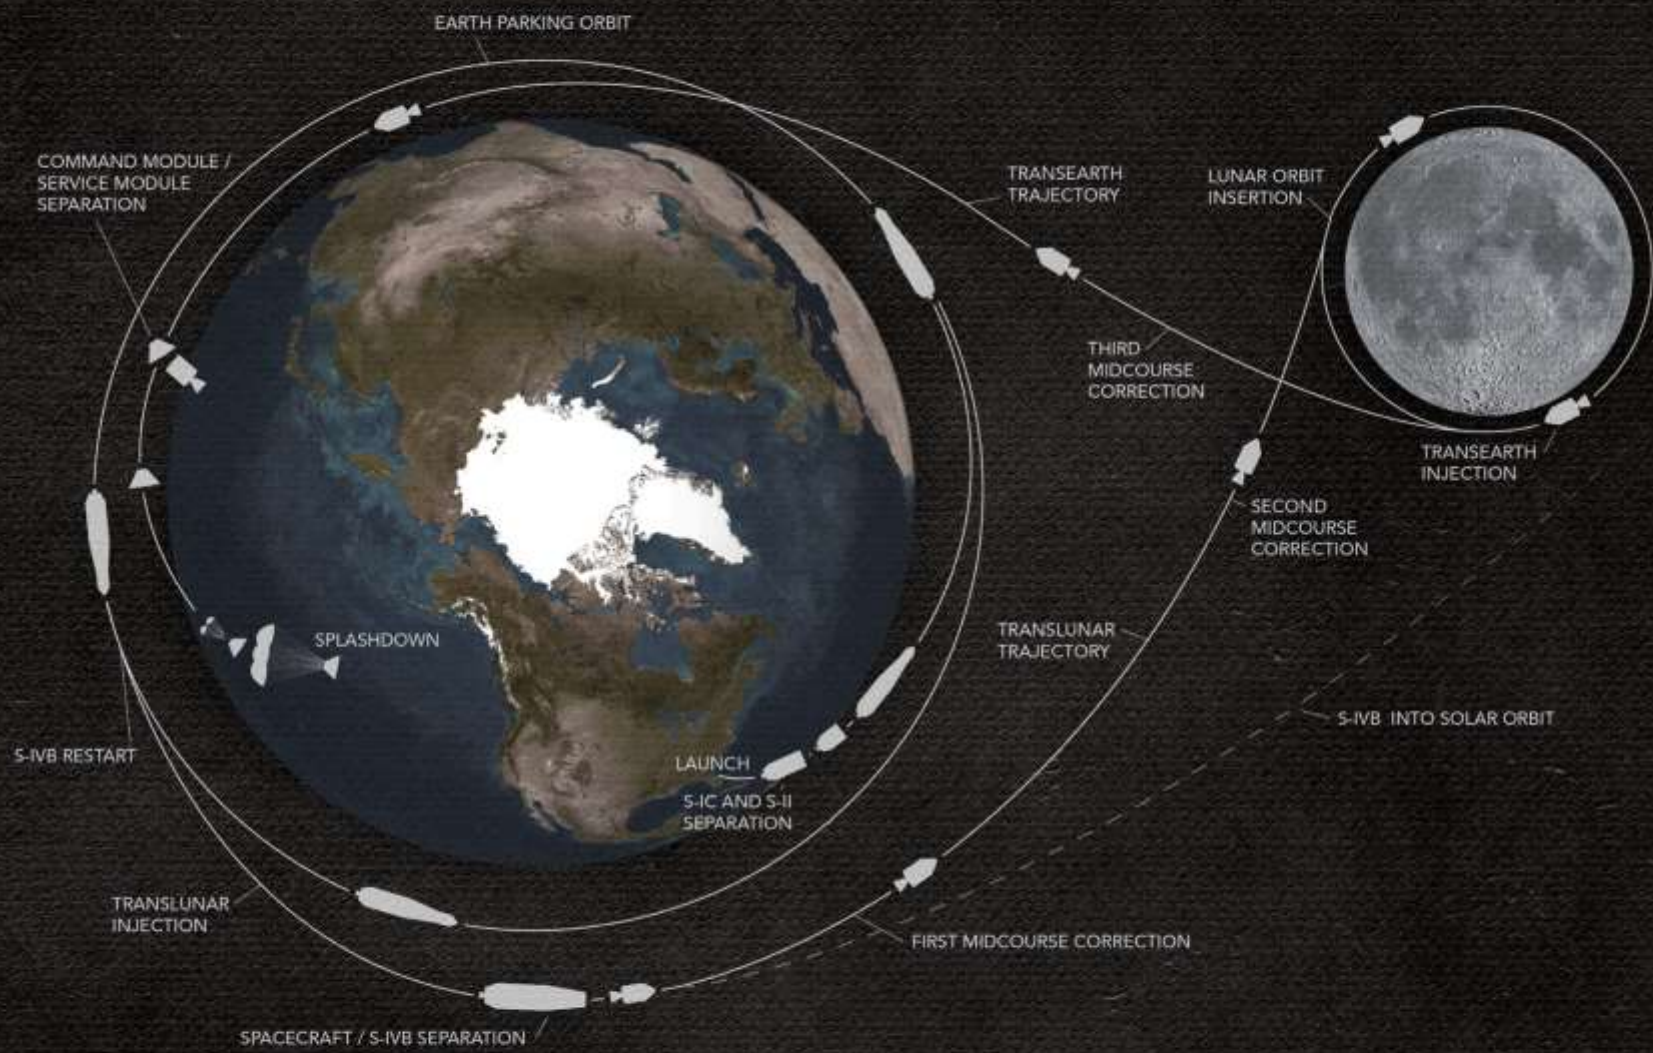 EARTH PARKING ORBIT
COMMAND MODULE /
SERVICE MODULE
SEPARATION
TRANSEARTH
TRAJECTORY
LUNAR ORBIT
INSERTION
THIRD
MIDCOURSE
CORRECTION
TRANSEARTH
INJECTION
SECOND
MIDCOURSE
CORRECTION
TRANSLUNAR
TRAJECTORY
SPLASHDOWN
S-IVB INTO SOLAR ORBIT
S-IVB RESTART
LAUNCH
S-IC AND S-II
SEPARATION
TRANSLUNAR
INJECTION
FIRST MIDCOURSE CORRECTION
SPACECRAFT / S-IVB SEPARATION